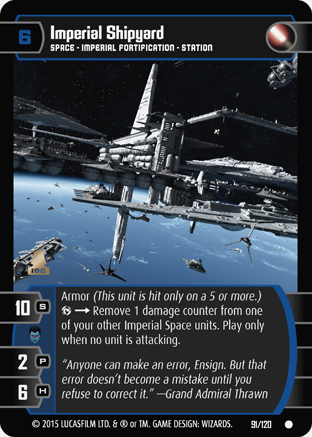 6 Imperial Shipyard
SPACE • IMPERIAL FORTIFICATION • STATION
IDC
10 S
2 P
6 H
Armor (This unit is hit only on a 5 or more.)
→ Remove 1 damage counter from one
of your other Imperial Space units. Play only
when no unit is attacking.
“Anyone can make an error, Ensign. But that
error doesn’t become a mistake until you
refuse to correct it.” —Grand Admiral Thrawn
© 2015 LUCASFILM LTD. & ® or TM. GAME DESIGN: WIZARDS. 91/120